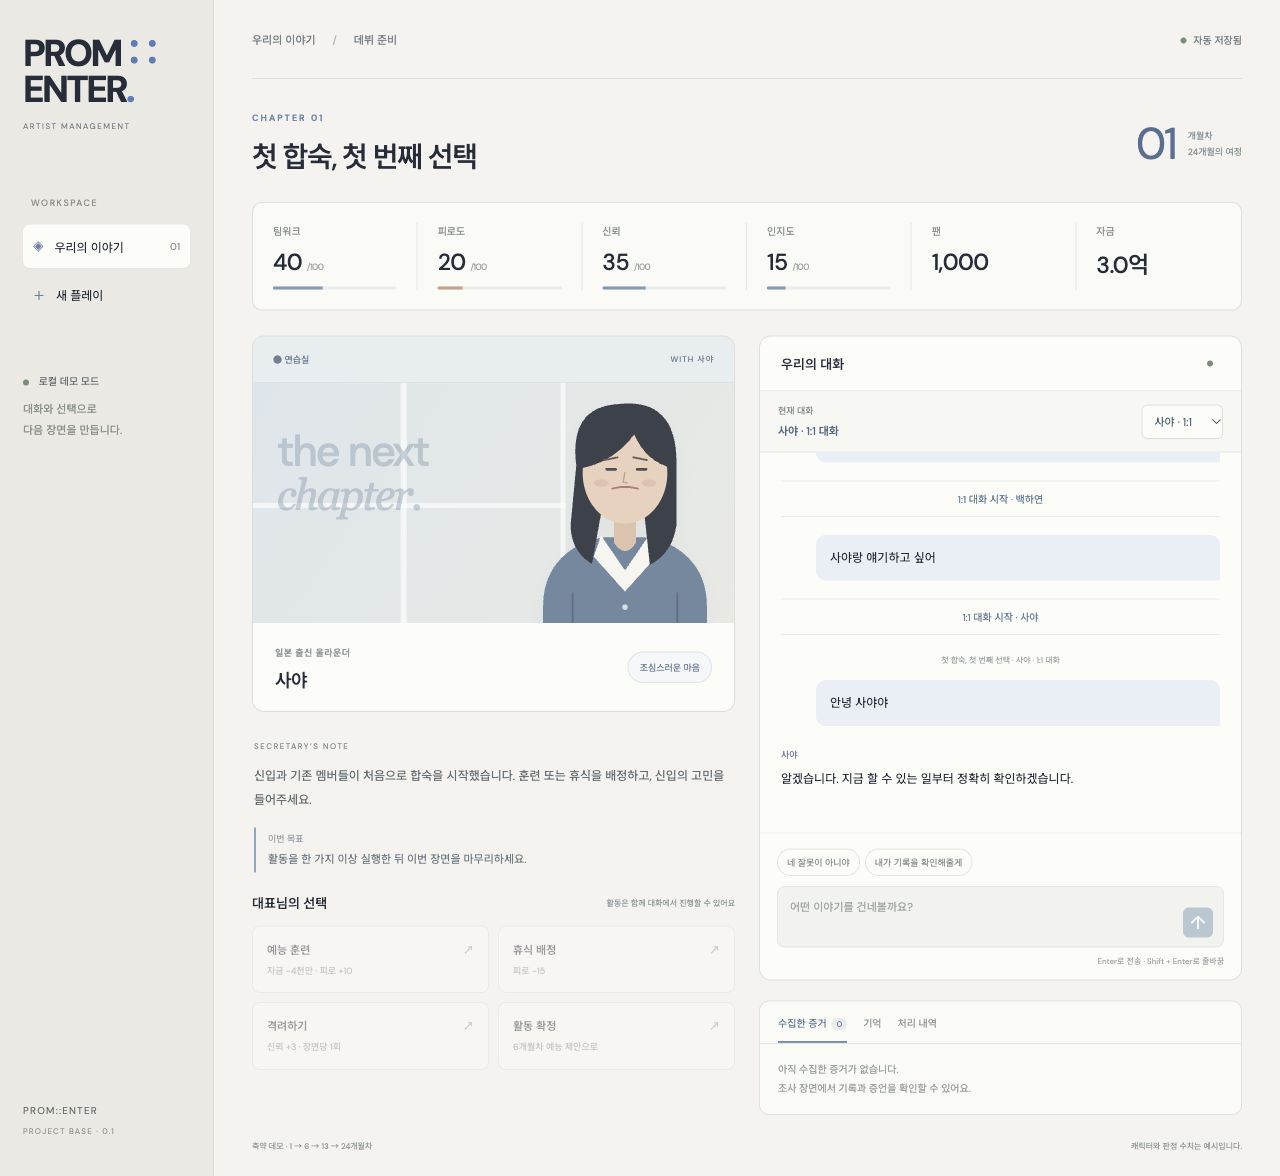 PROM::
ENTER.
ARTIST MANAGEMENT
WORKSPACE
우리의 이야기 01
새 플레이
로컬 데모 모드
대화와 선택으로
다음 장면을 만듭니다.
PROM::ENTER
PROJECT BASE · 0.1
우리의 이야기 / 데뷔 준비
자동 저장됨
CHAPTER 01
첫 합숙, 첫 번째 선택
01 개월차
24개월의 여정
팀워크
40 /100
피로도
20 /100
신뢰
35 /100
인지도
15 /100
팬
1,000
자금
3.0억
연습실
WITH 사야
the next
chapter.
일본 출신 올라운더
사야
조심스러운 마음
SECRETARY'S NOTE
신입과 기존 멤버들이 처음으로 합숙을 시작했습니다. 훈련 또는 휴식을 배정하고, 신입의 고민을
들어주세요.
이번 목표
활동을 한 가지 이상 실행한 뒤 이번 장면을 마무리하세요.
대표님의 선택
활동은 함께 대화에서 진행할 수 있어요
예능 훈련 ↗
자금 -4천만 · 피로 +10
휴식 배정 ↗
피로 -15
격려하기 ↗
신뢰 +3 · 장면당 1회
활동 확정 ↗
6개월차 예능 제안으로
우리의 대화
현재 대화
사야 · 1:1 대화
사야 · 1:1
1:1 대화 시작 · 백하연
사야랑 얘기하고 싶어
1:1 대화 시작 · 사야
첫 합숙, 첫 번째 선택 · 사야 · 1:1 대화
안녕 사야야
사야
알겠습니다. 지금 할 수 있는 일부터 정확히 확인하겠습니다.
네 잘못이 아니야
내가 기록을 확인해줄게
어떤 이야기를 건네볼까요?
Enter로 전송 · Shift + Enter로 줄바꿈
수집한 증거 0
기억
처리 내역
아직 수집한 증거가 없습니다.
조사 장면에서 기록과 증언을 확인할 수 있어요.
축약 데모 · 1 → 6 → 13 → 24개월차
캐릭터와 판정 수치는 예시입니다.